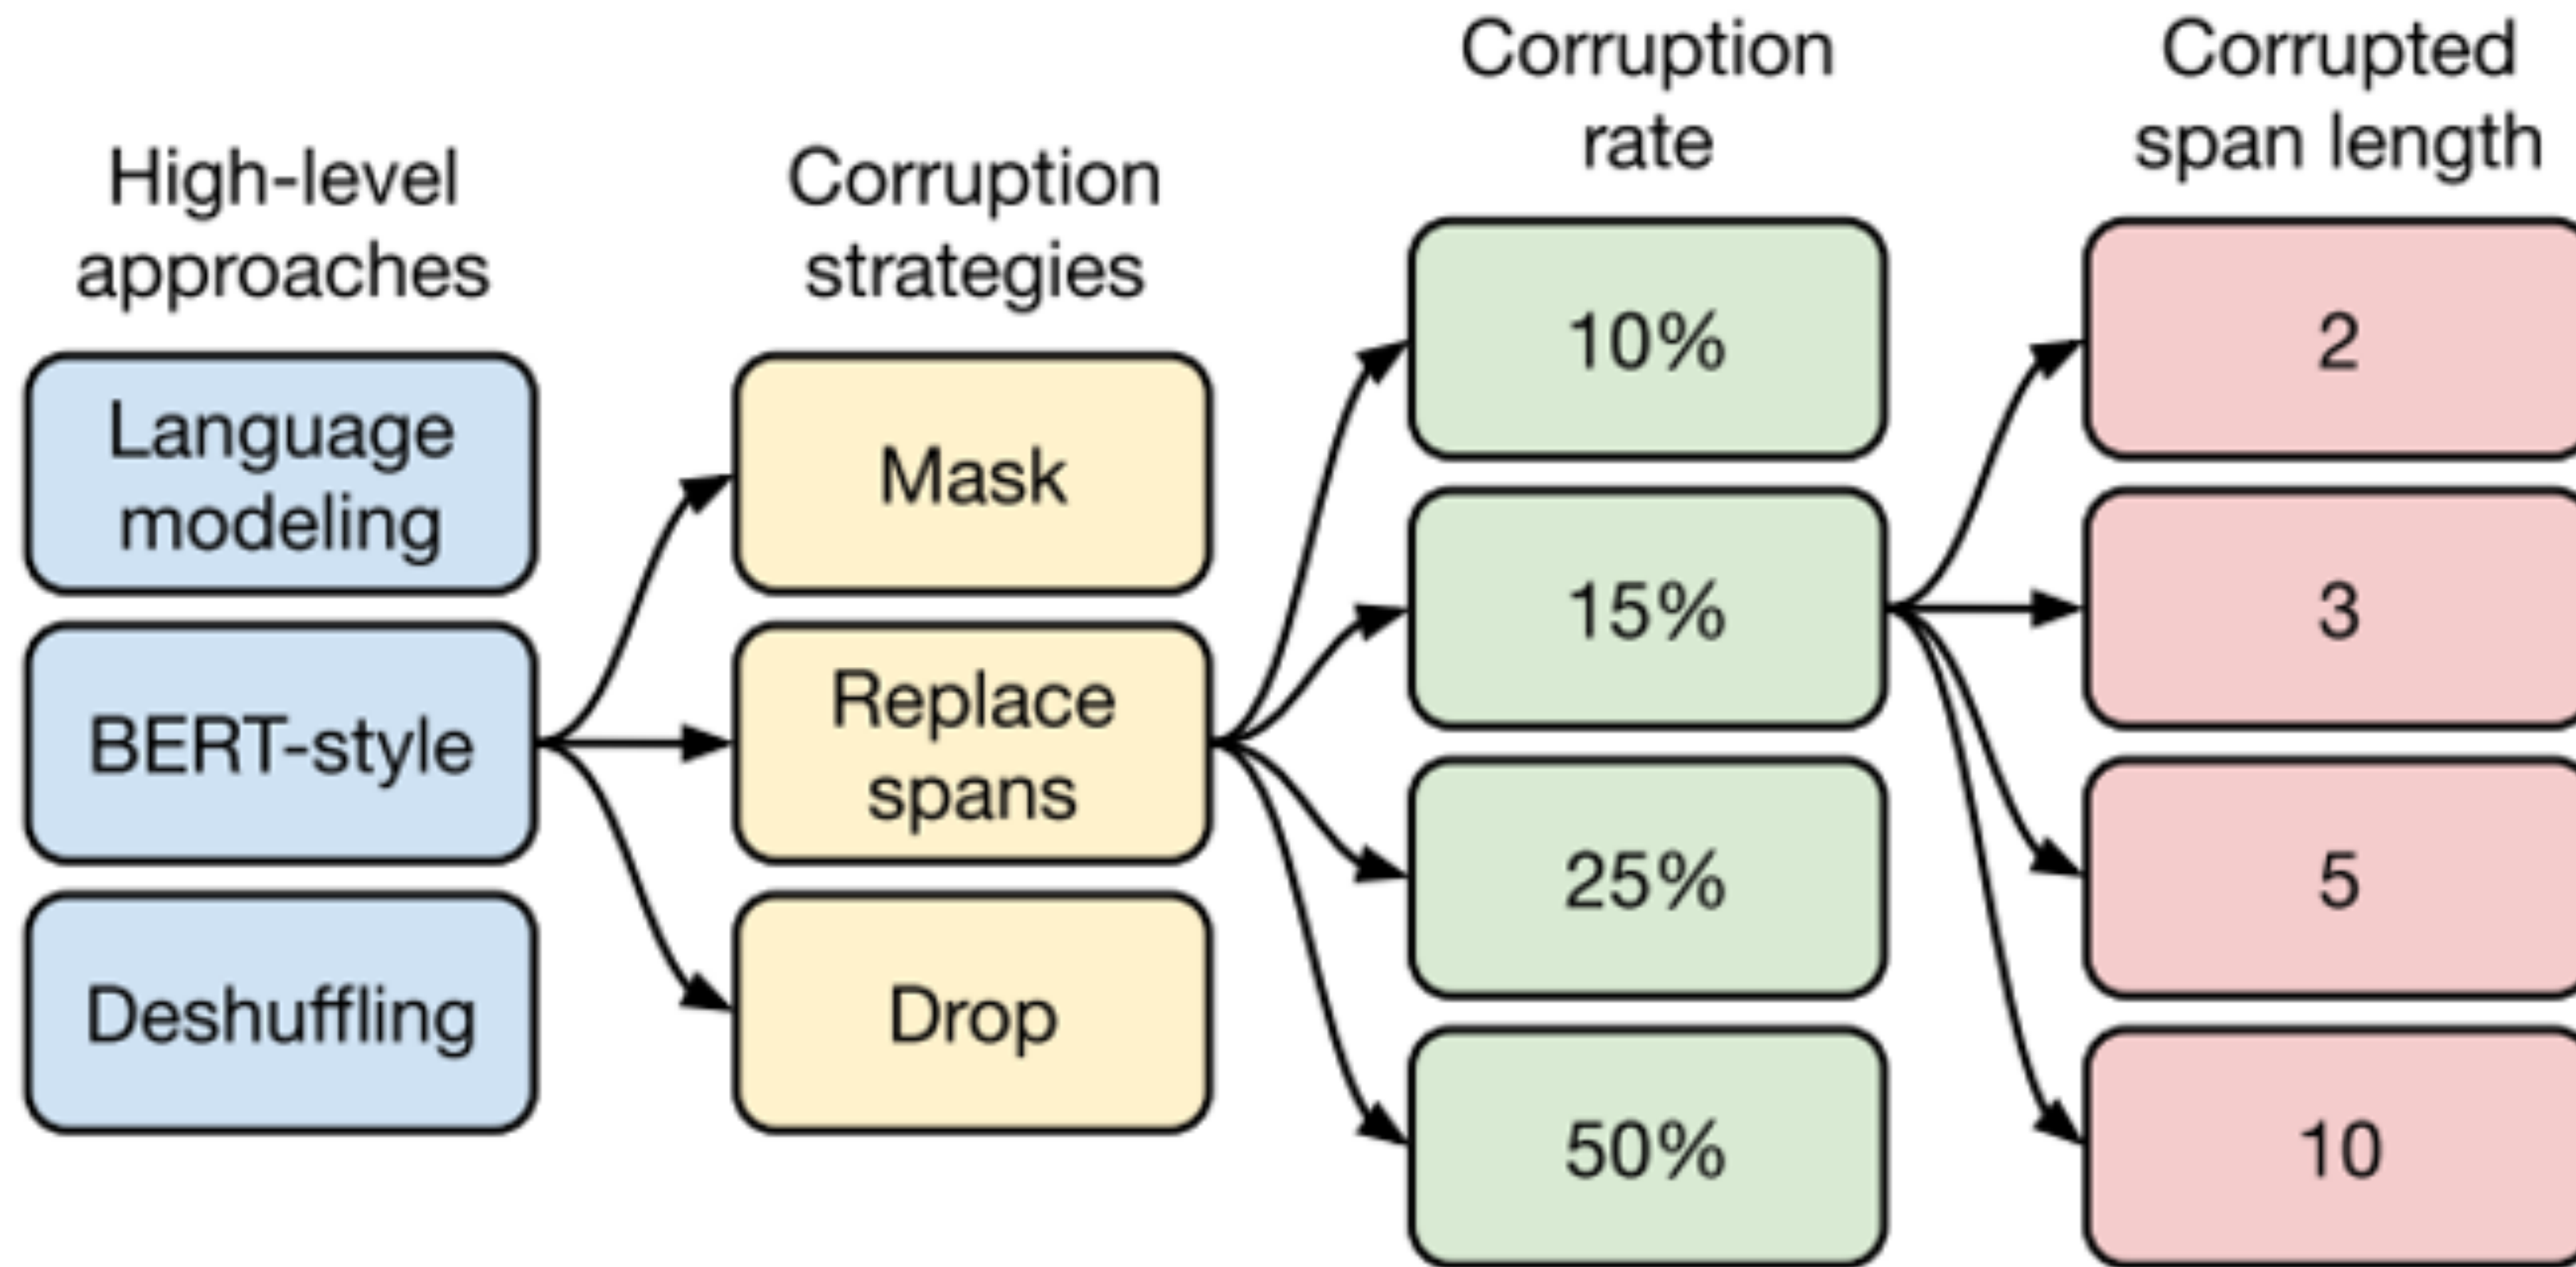 High-level
approaches
Language
modeling
BERT-style
Deshuffling
Corruption
strategies
Mask
Replace
spans
Drop
Corruption
rate
10%
15%
25%
50%
Corrupted
span length
2
3
5
10